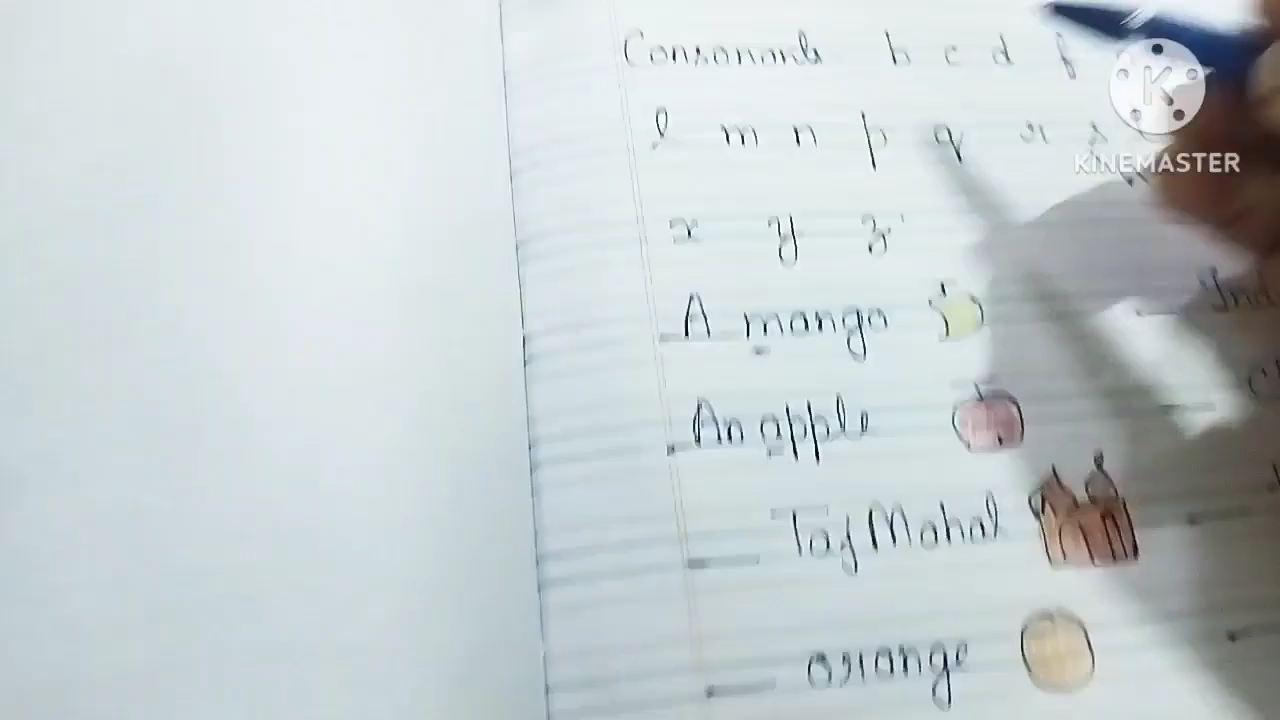 Consonants b c d f
l m n p q r s
x y z
A mango
An apple
Taj Mahal
orange
KINEMASTER